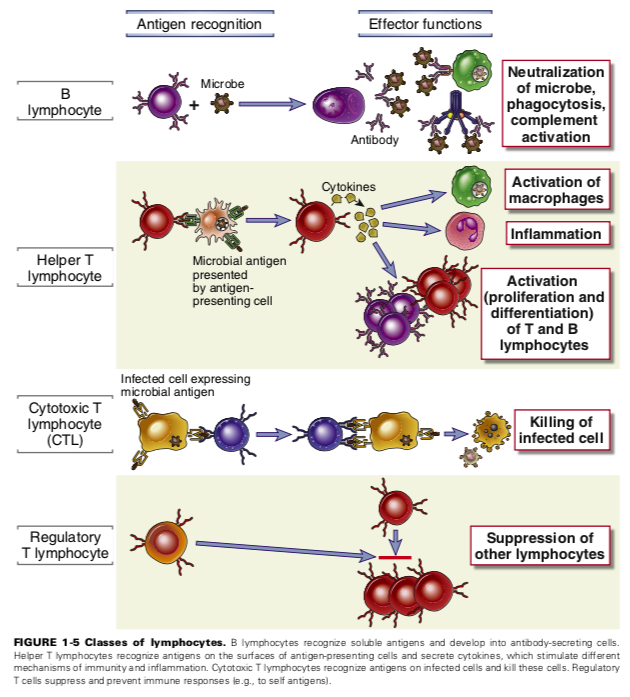 Antigen recognition
Effector functions
B
lymphocyte
Microbe
Antibody
Neutralization
of microbe,
phagocytosis,
complement
activation
Helper T
lymphocyte
Microbial antigen
presented
by antigen-
presenting cell
Cytokines
Activation of
macrophages
Inflammation
Activation
(proliferation and
differentiation)
of T and B
lymphocytes
Cytotoxic T
lymphocyte
(CTL)
Infected cell expressing
microbial antigen
Killing of
infected cell
Regulatory
T lymphocyte
Suppression of
other lymphocytes
FIGURE 1-5 Classes of lymphocytes. B lymphocytes recognize soluble antigens and develop into antibody-secreting cells.
Helper T lymphocytes recognize antigens on the surfaces of antigen-presenting cells and secrete cytokines, which stimulate different
mechanisms of immunity and inflammation. Cytotoxic T lymphocytes recognize antigens on infected cells and kill these cells. Regulatory
T cells suppress and prevent immune responses (e.g., to self antigens).